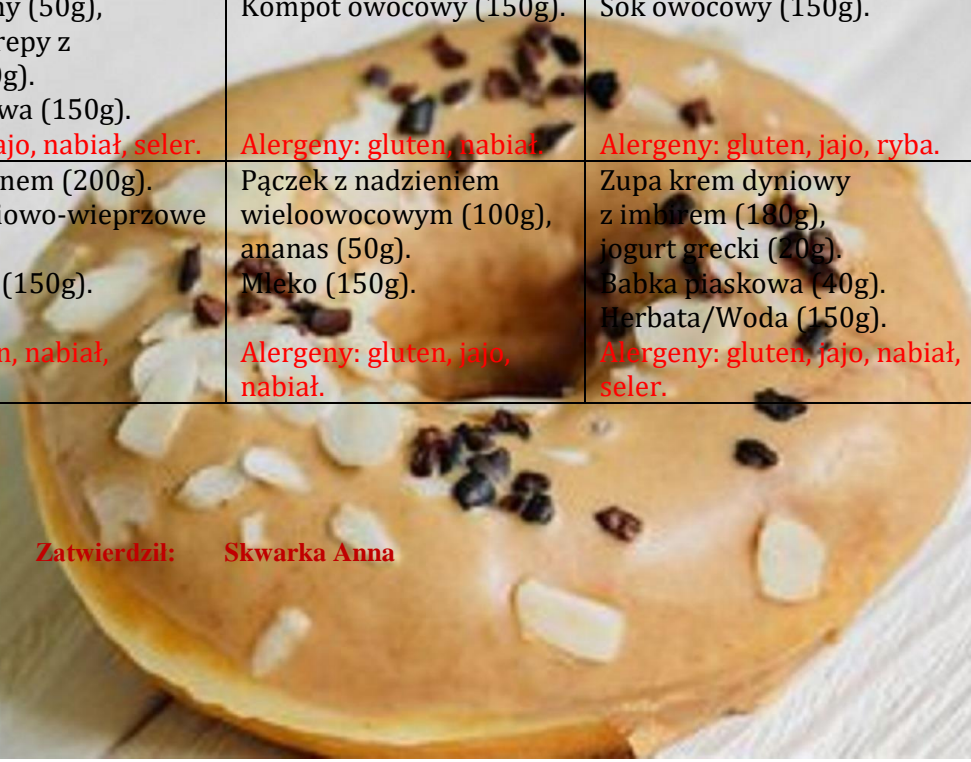 ny (50g),
repy z
0g).
wa (150g).
ajo, nabiał, seler.
Kompot owocowy (150g).
Alergeny: gluten, nabiał.
Sok owocowy (150g).
Alergeny: gluten, jajo, ryba.
nem (200g).
iowo-wieprzowe
(150g).
n, nabiał,
Pączek z nadzieniem
wieloowocowym (100g),
ananas (50g).
Mleko (150g).
Alergeny: gluten, jajo,
nabiał.
Zupa krem dyniowy
z imbirem (180g),
jogurt grecki (20g).
Babka piaskowa (40g).
Herbata/Woda (150g).
Alergeny: gluten, jajo, nabiał,
seler.
Zatwierdził: Skwarka Anna